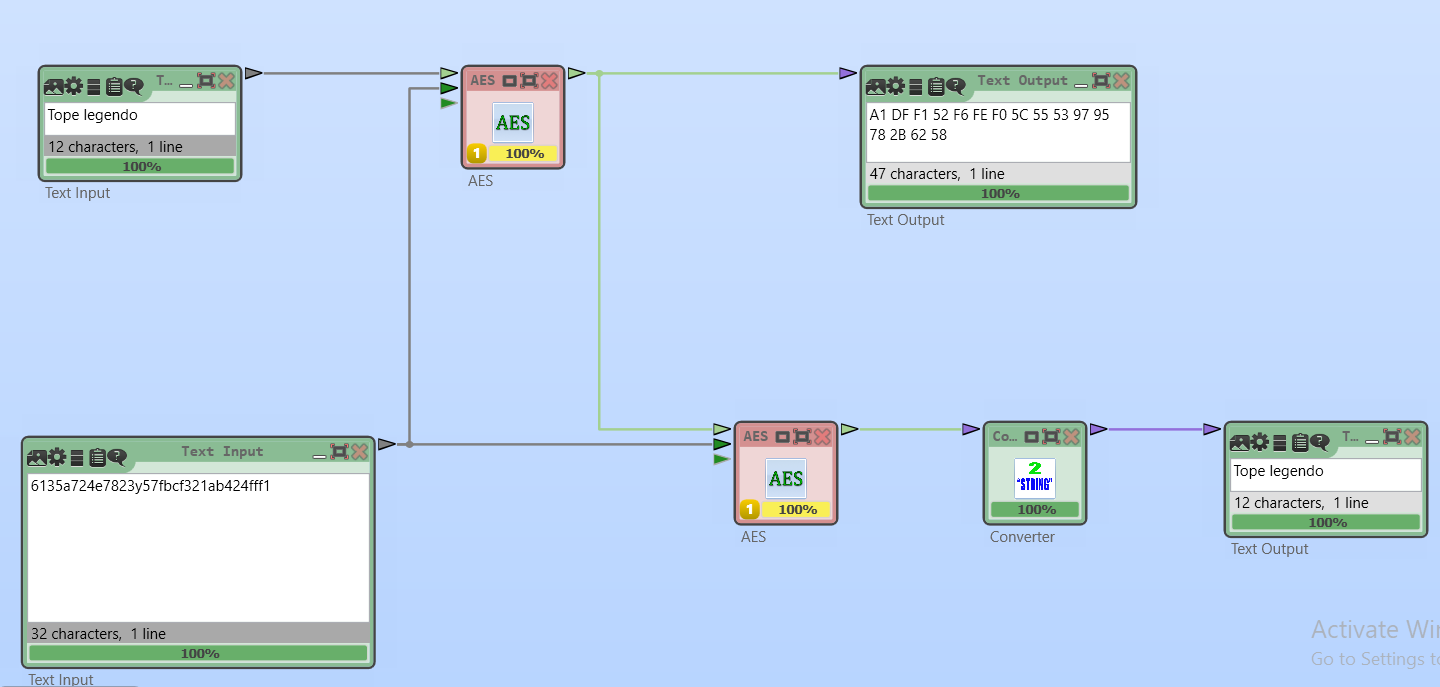 T...
Tope legendo
12 characters,  1 line
100%
Text Input
AES
AES
1
100%
AES
Text Output
A1 DF F1 52 F6 FE F0 5C 55 53 97 95
78 2B 62 58
47 characters,  1 line
100%
Text Output
Text Input
6135a724e7823y57fbcf321ab424fff1
32 characters,  1 line
100%
Text Input
AES
AES
1
100%
AES
Co...
2
"STRING"
100%
Converter
T...
Tope legendo
12 characters,  1 line
100%
Text Output
Activate Wi
Go to Settings t